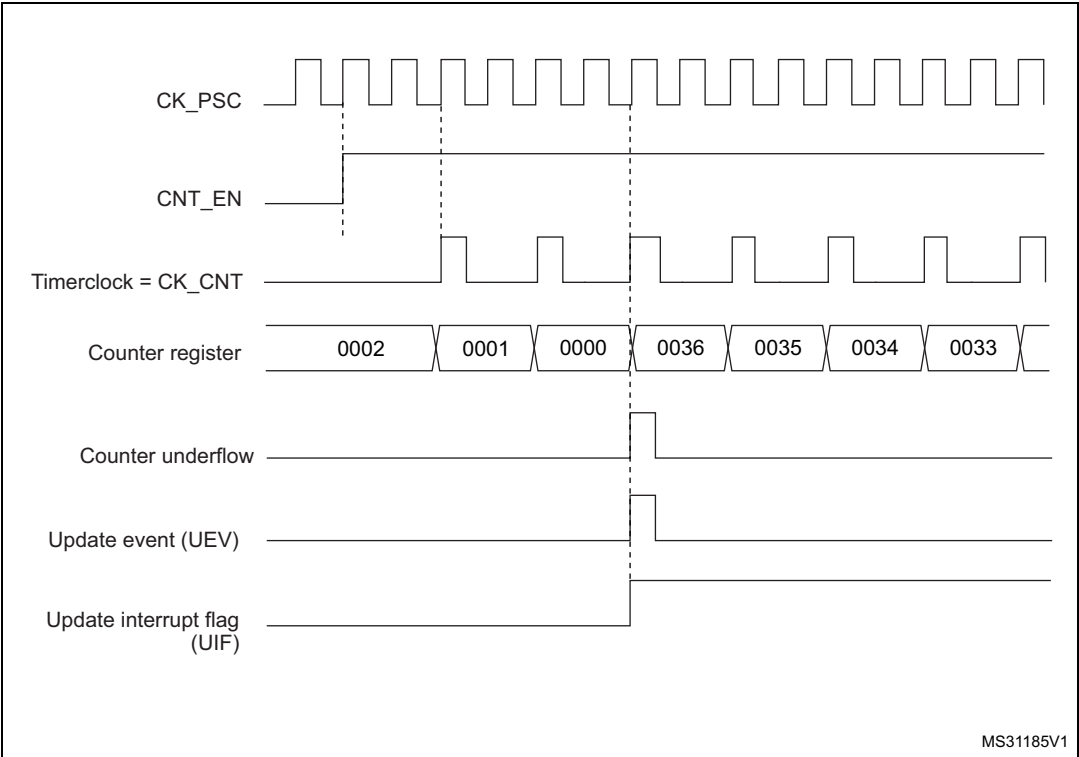 CK_PSC
CNT_EN
Timerclock = CK_CNT
Counter register
0002
0001
0000
0036
0035
0034
0033
Counter underflow
Update event (UEV)
Update interrupt flag
(UIF)
MS31185V1